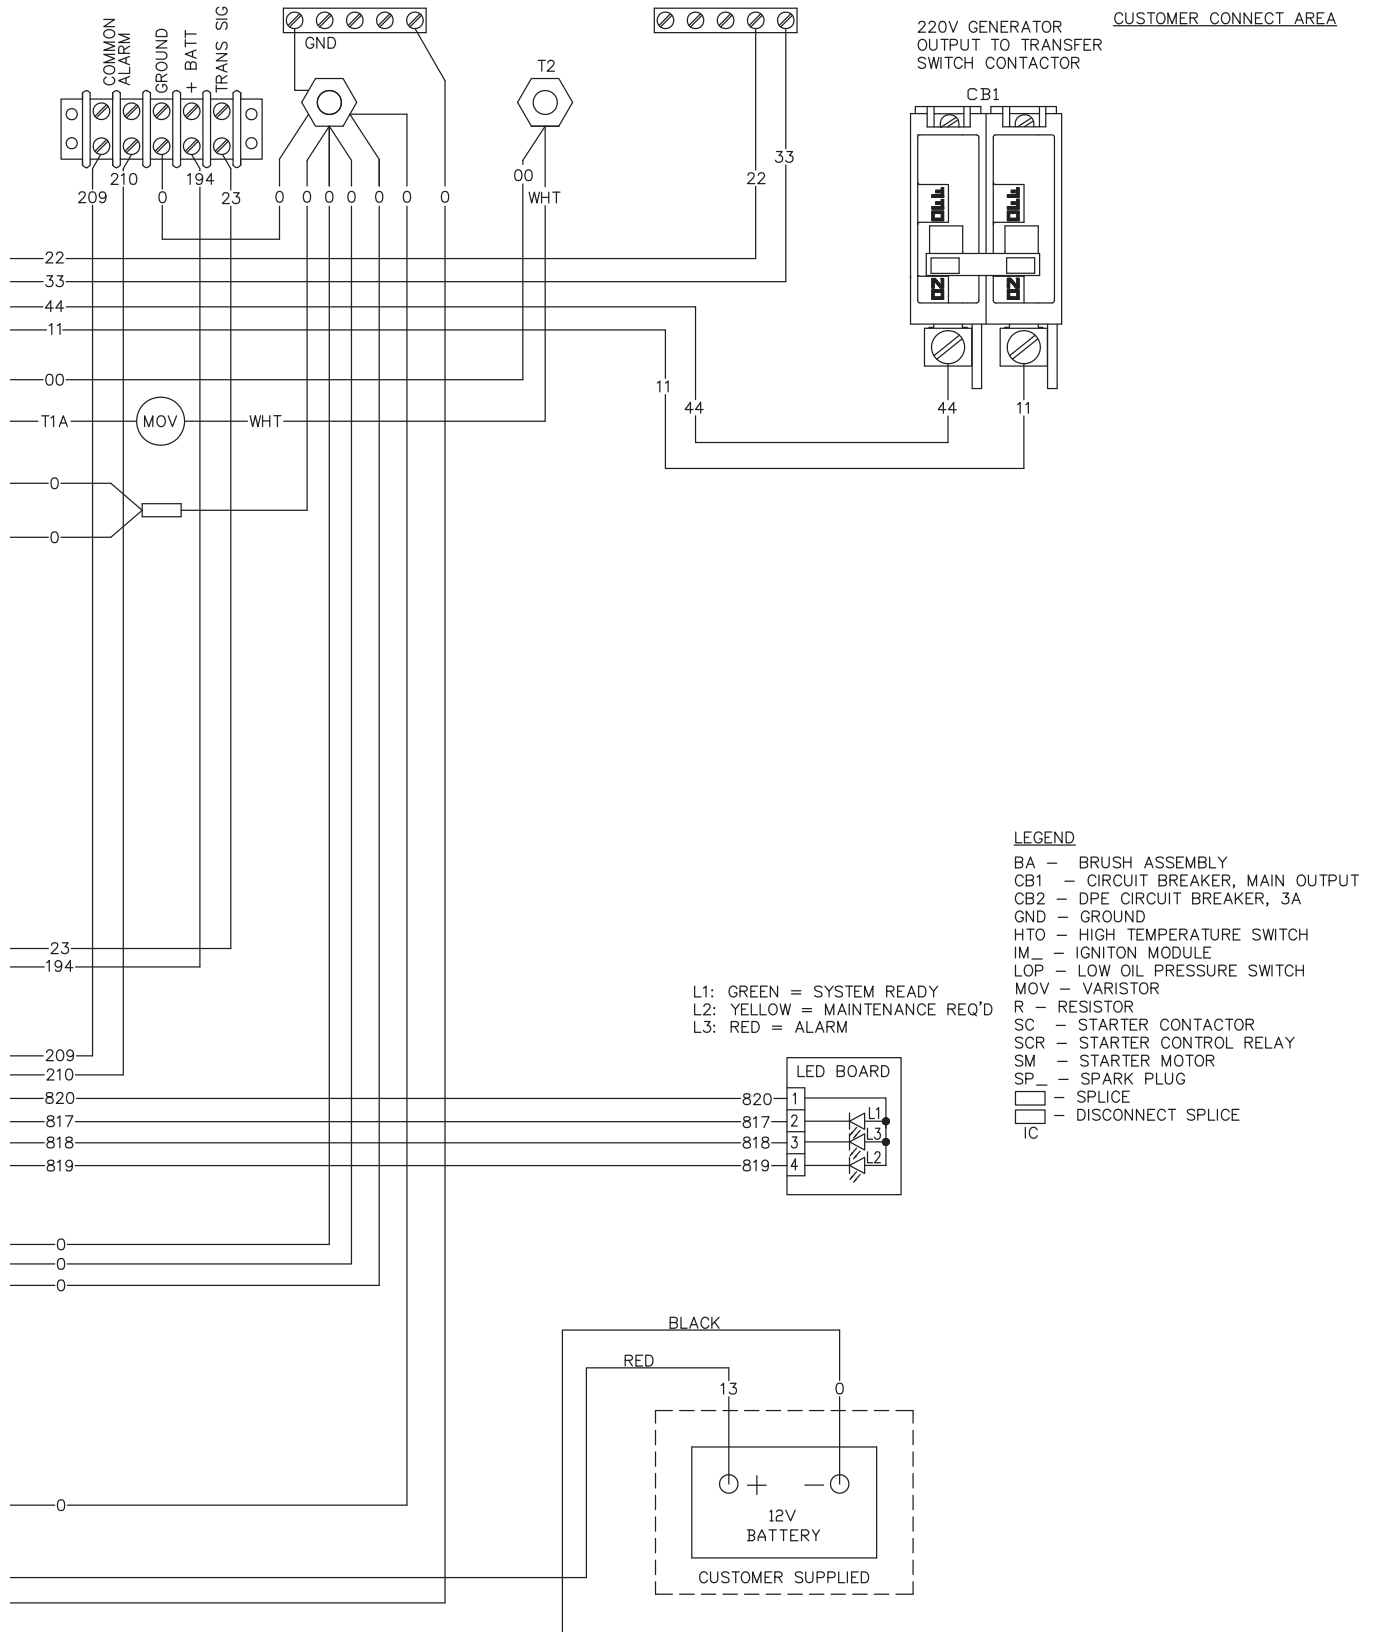 COMMON
ALARM
GROUND
+ BATT
TRANS SIG
GND
T2
220V GENERATOR
OUTPUT TO TRANSFER
SWITCH CONTACTOR
CUSTOMER CONNECT AREA
CB1
OFF
OFF
ON
ON
209
210
0
194
23
0
0
0
0
0
0
0
00
WHT
22
33
22
33
44
11
00
T1A
MOV
WHT
11
44
44
11
0
0
LEGEND
BA – BRUSH ASSEMBLY
CB1 – CIRCUIT BREAKER, MAIN OUTPUT
CB2 – DPE CIRCUIT BREAKER, 3A
GND – GROUND
HTO – HIGH TEMPERATURE SWITCH
IM_ – IGNITON MODULE
LOP – LOW OIL PRESSURE SWITCH
MOV – VARISTOR
R – RESISTOR
SC – STARTER CONTACTOR
SCR – STARTER CONTROL RELAY
SM – STARTER MOTOR
SP_ – SPARK PLUG
– SPLICE
– DISCONNECT SPLICE
IC
23
194
L1: GREEN = SYSTEM READY
L2: YELLOW = MAINTENANCE REQ'D
L3: RED = ALARM
209
210
LED BOARD
820
820
1
817
817
2
L1
818
818
3
L3
819
819
4
L2
0
0
0
BLACK
RED
13
0
+
–
12V
BATTERY
CUSTOMER SUPPLIED
0